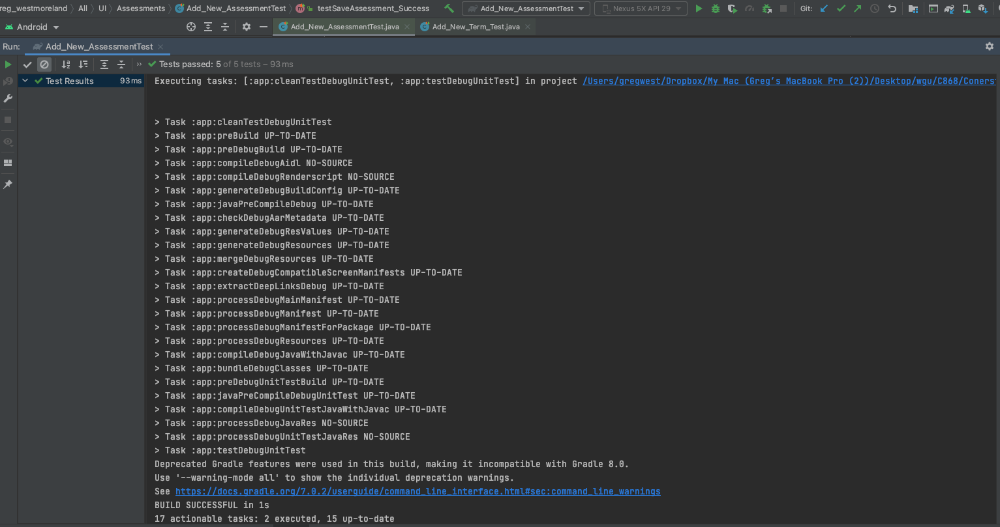 reg_westmoreland 〉 All 〉 UI 〉 Assessments 〉 Add_New_AssessmentTest 〉 testSaveAssessment_Success Add_New_AssessmentTest Nexus 5X API 29 Git:
Android Add_New_AssessmentTest.java Add_New_Term_Test.java
Run: Add_New_AssessmentTest
» Tests passed: 5 of 5 tests – 93 ms
Test Results 93 ms
Executing tasks: [:app:cleanTestDebugUnitTest, :app:testDebugUnitTest] in project /Users/gregwest/Dropbox/My Mac (Greg’s MacBook Pro (2))/Desktop/wgu/C868/Coners
> Task :app:cleanTestDebugUnitTest
> Task :app:preBuild UP-TO-DATE
> Task :app:preDebugBuild UP-TO-DATE
> Task :app:compileDebugAidl NO-SOURCE
> Task :app:compileDebugRenderscript NO-SOURCE
> Task :app:generateDebugBuildConfig UP-TO-DATE
> Task :app:javaPreCompileDebug UP-TO-DATE
> Task :app:checkDebugAarMetadata UP-TO-DATE
> Task :app:generateDebugResValues UP-TO-DATE
> Task :app:generateDebugResources UP-TO-DATE
> Task :app:mergeDebugResources UP-TO-DATE
> Task :app:createDebugCompatibleScreenManifests UP-TO-DATE
> Task :app:extractDeepLinksDebug UP-TO-DATE
> Task :app:processDebugMainManifest UP-TO-DATE
> Task :app:processDebugManifest UP-TO-DATE
> Task :app:processDebugManifestForPackage UP-TO-DATE
> Task :app:processDebugResources UP-TO-DATE
> Task :app:compileDebugJavaWithJavac UP-TO-DATE
> Task :app:bundleDebugClasses UP-TO-DATE
> Task :app:preDebugUnitTestBuild UP-TO-DATE
> Task :app:javaPreCompileDebugUnitTest UP-TO-DATE
> Task :app:compileDebugUnitTestJavaWithJavac UP-TO-DATE
> Task :app:processDebugJavaRes NO-SOURCE
> Task :app:processDebugUnitTestJavaRes NO-SOURCE
> Task :app:testDebugUnitTest
Deprecated Gradle features were used in this build, making it incompatible with Gradle 8.0.
Use '--warning-mode all' to show the individual deprecation warnings.
See https://docs.gradle.org/7.0.2/userguide/command_line_interface.html#sec:command_line_warnings
BUILD SUCCESSFUL in 1s
17 actionable tasks: 2 executed, 15 up-to-date